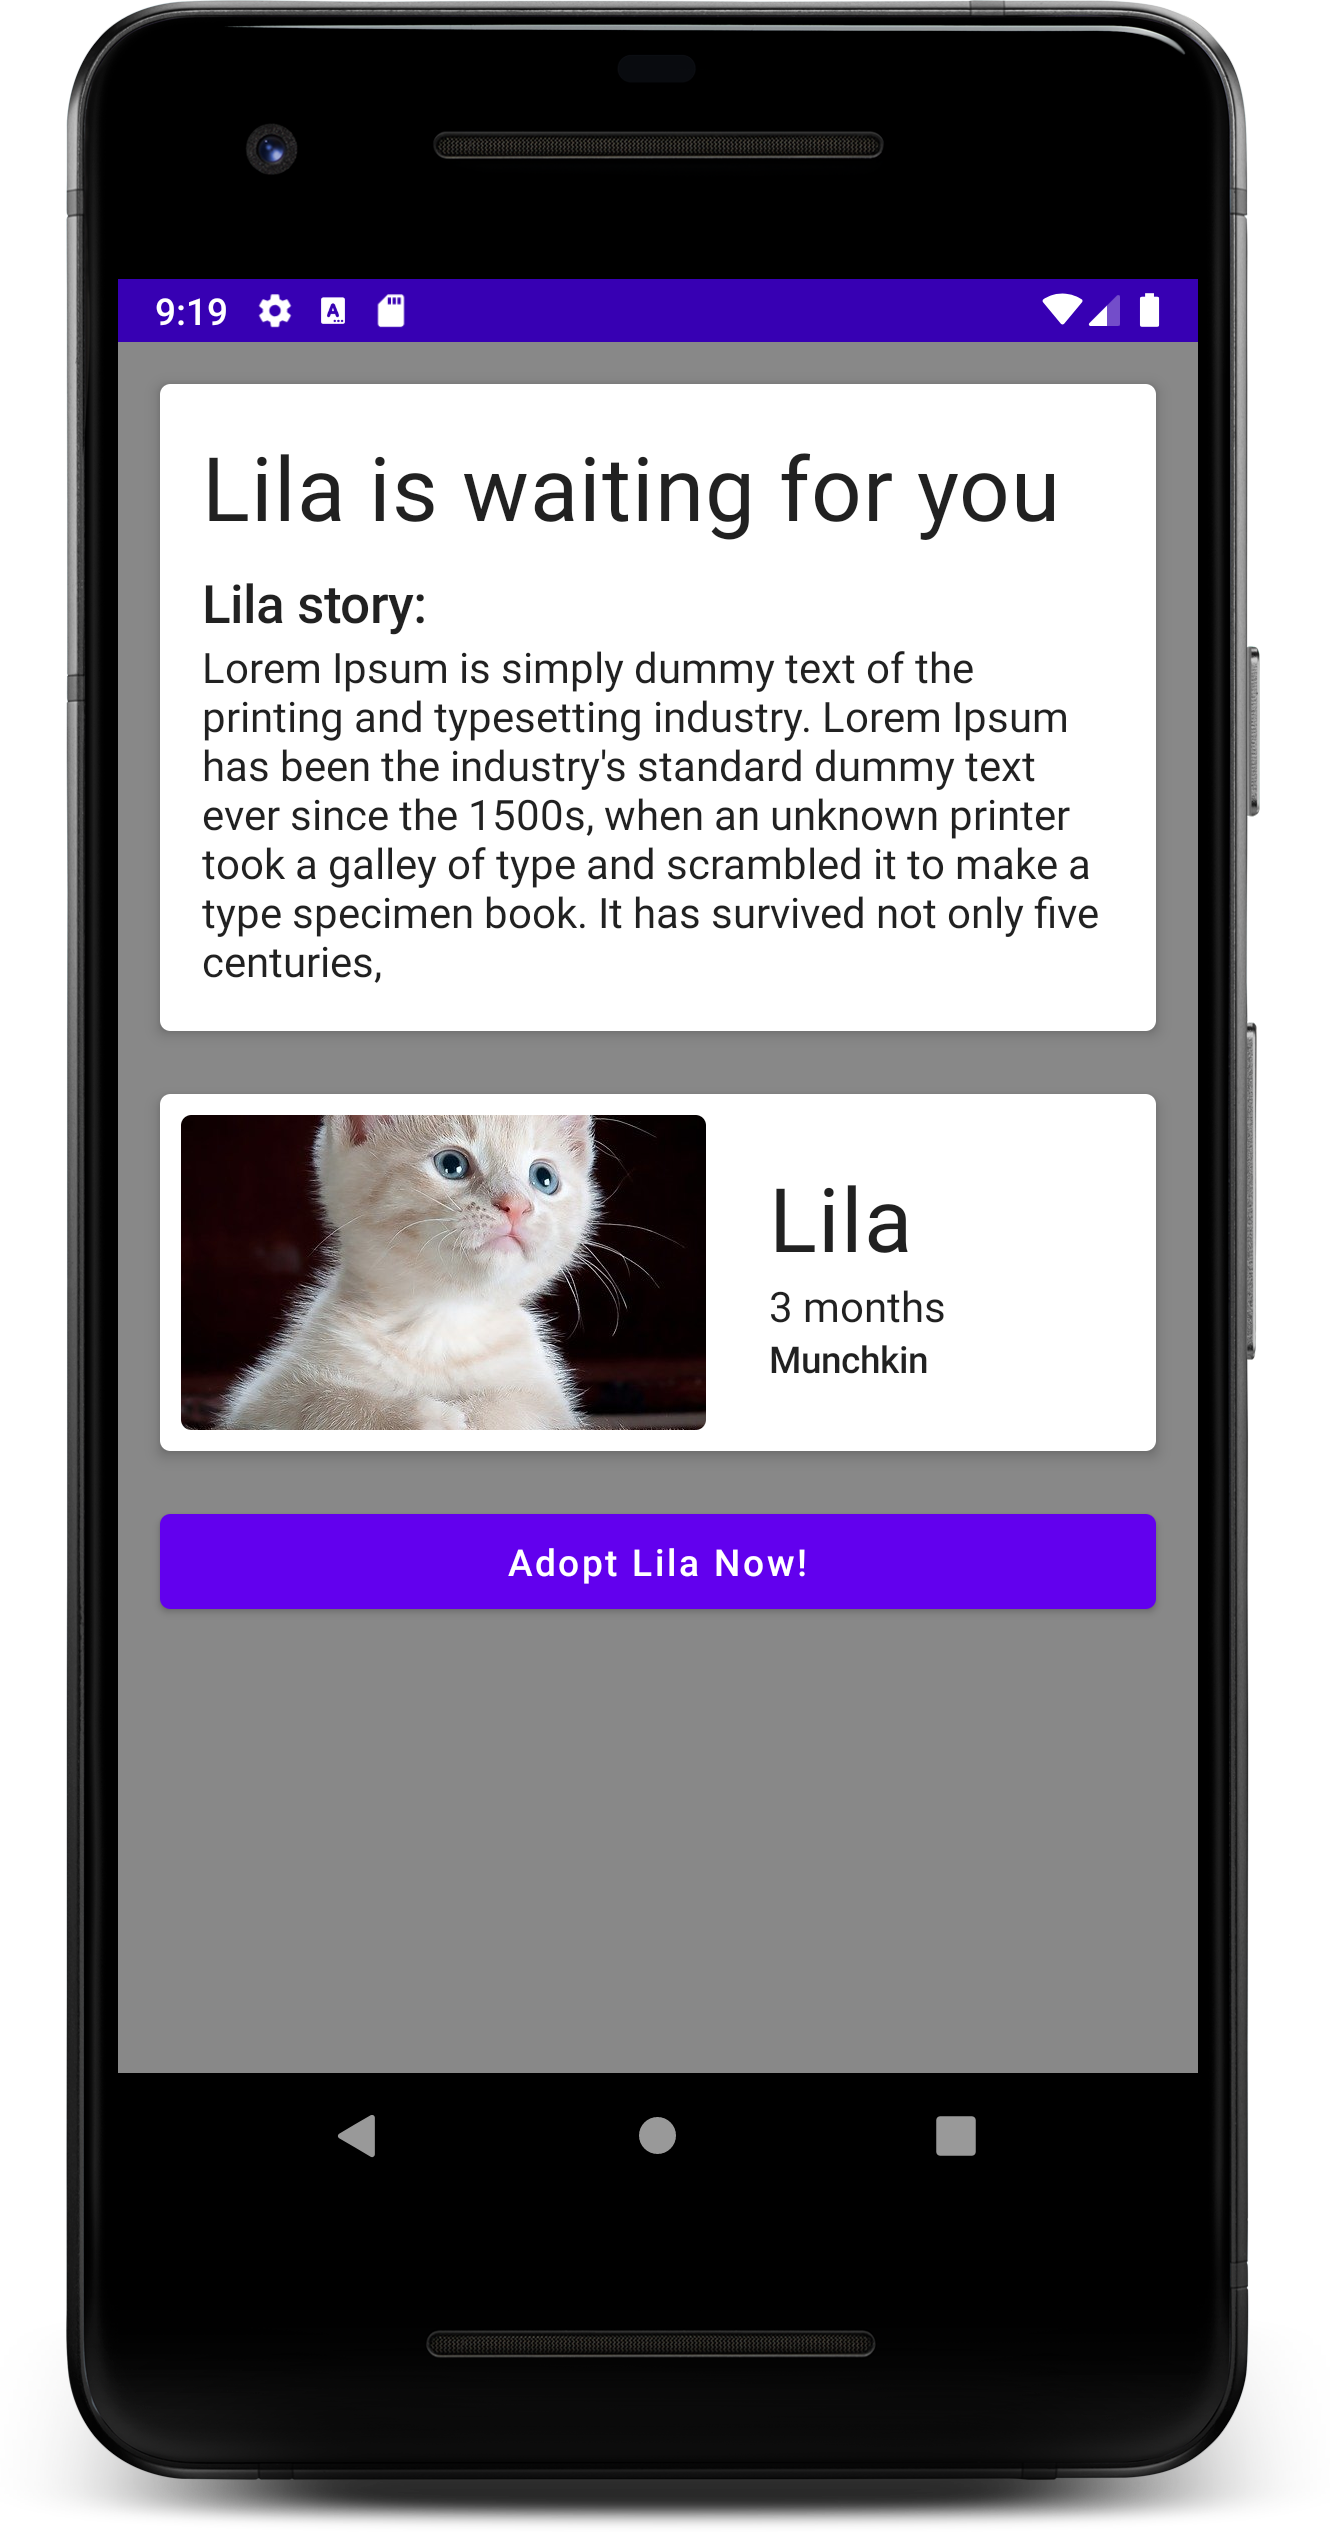 9:19
Lila is waiting for you
Lila story:
Lorem Ipsum is simply dummy text of the
printing and typesetting industry. Lorem Ipsum
has been the industry's standard dummy text
ever since the 1500s, when an unknown printer
took a galley of type and scrambled it to make a
type specimen book. It has survived not only five
centuries,
Lila
3 months
Munchkin
Adopt Lila Now!